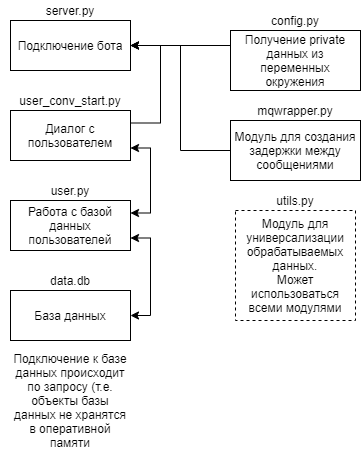 server.py
Подключение бота
user_conv_start.py
Диалог с
пользователем
user.py
Работа с базой
данных
пользователей
data.db
База данных
Подключение к базе
данных происходит
по запросу (т.е.
объекты базы
данных не хранятся
в оперативной
памяти
config.py
Получение private
данных из
переменных
окружения
mqwrapper.py
Модуль для создания
задержки между
сообщениями
utils.py
Модуль для
универсализации
обрабатываемых
данных.
Может
использоваться
всеми модулями